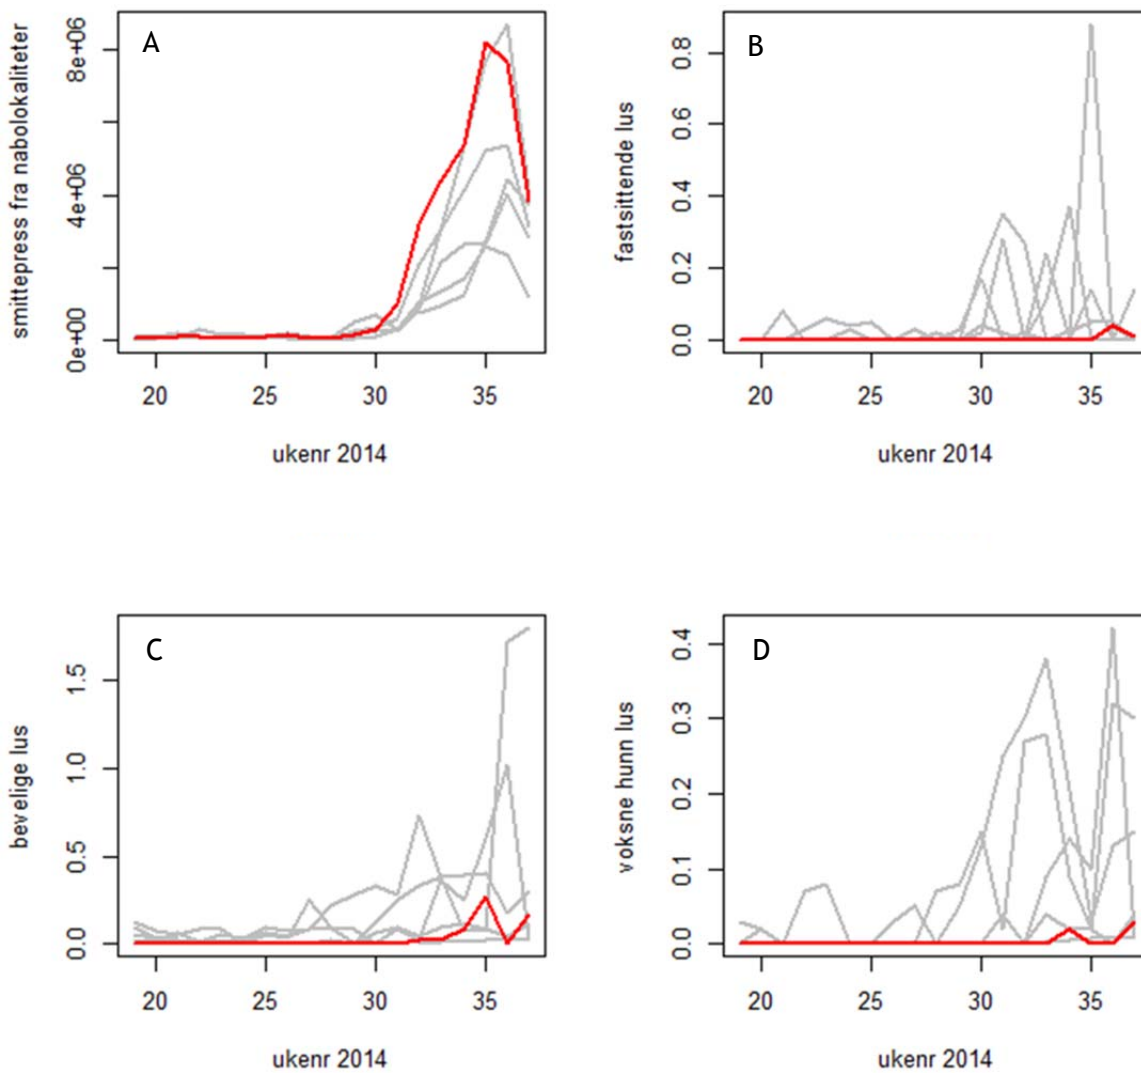 A
smittepress fra nabolokaliteter
8e+06
4e+06
0e+00
20 25 30 35
ukenr 2014
B
fastsittende lus
0.8
0.6
0.4
0.2
0.0
20 25 30 35
ukenr 2014
C
bevelige lus
1.5
1.0
0.5
0.0
20 25 30 35
ukenr 2014
D
voksne hunn lus
0.4
0.3
0.2
0.1
0.0
20 25 30 35
ukenr 2014